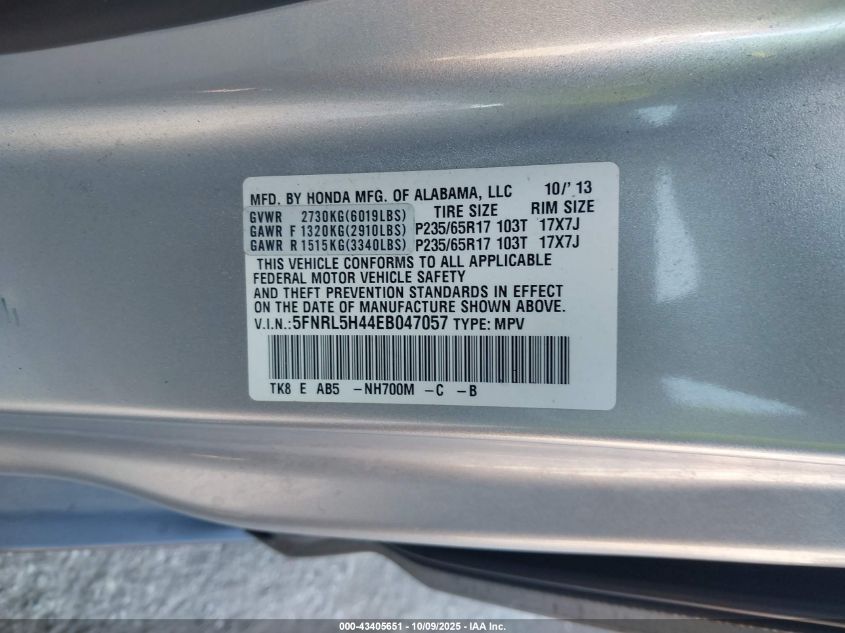 MFD. BY HONDA MFG. OF ALABAMA, LLC 10/'13
GVWR 2730KG(6019LBS) TIRE SIZE RIM SIZE
GAWR F 1320KG(2910LBS) P235/65R17 103T 17X7J
GAWR R 1515KG(3340LBS) P235/65R17 103T 17X7J
THIS VEHICLE CONFORMS TO ALL APPLICABLE
FEDERAL MOTOR VEHICLE SAFETY
AND THEFT PREVENTION STANDARDS IN EFFECT
ON THE DATE OF MANUFACTURE SHOWN ABOVE.
V.I.N.:5FNRL5H44EB047057 TYPE: MPV
TK8 E AB5 -NH700M -C -B
000-43405651 | 10/09/2025 | IAA Inc.